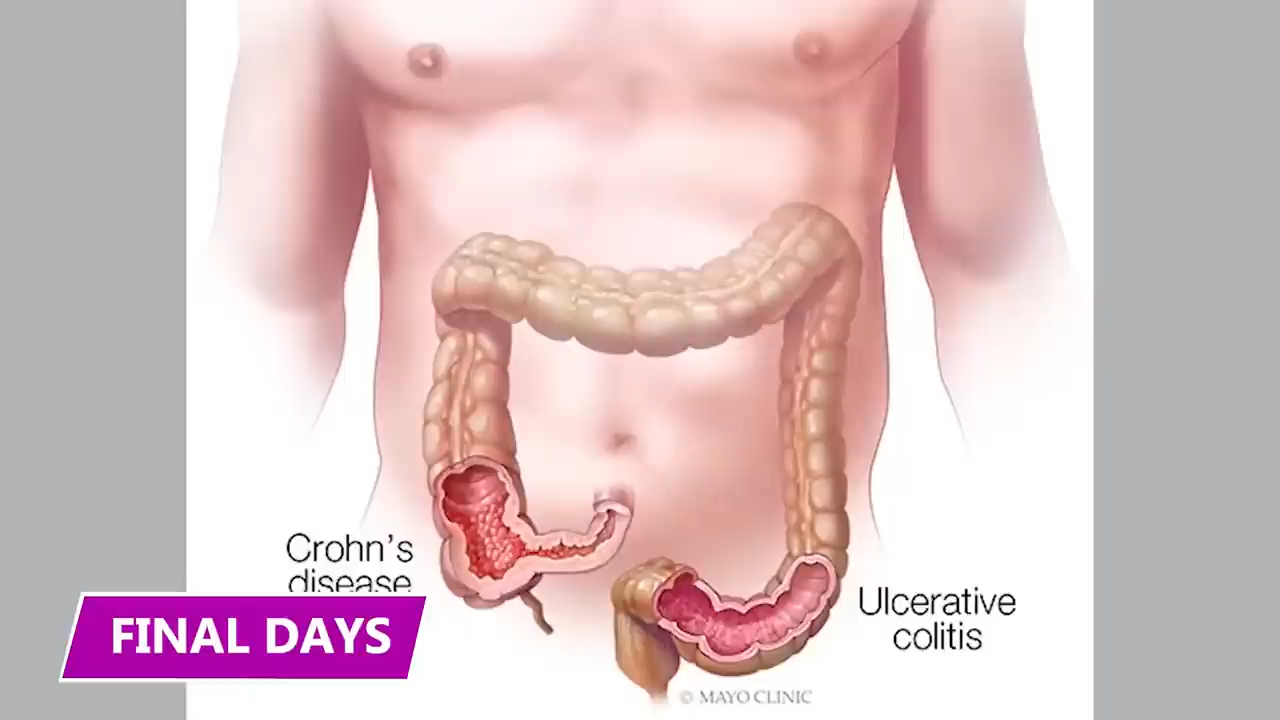 Crohn's
disease
FINAL DAYS
Ulcerative
colitis
© MAYO CLINIC